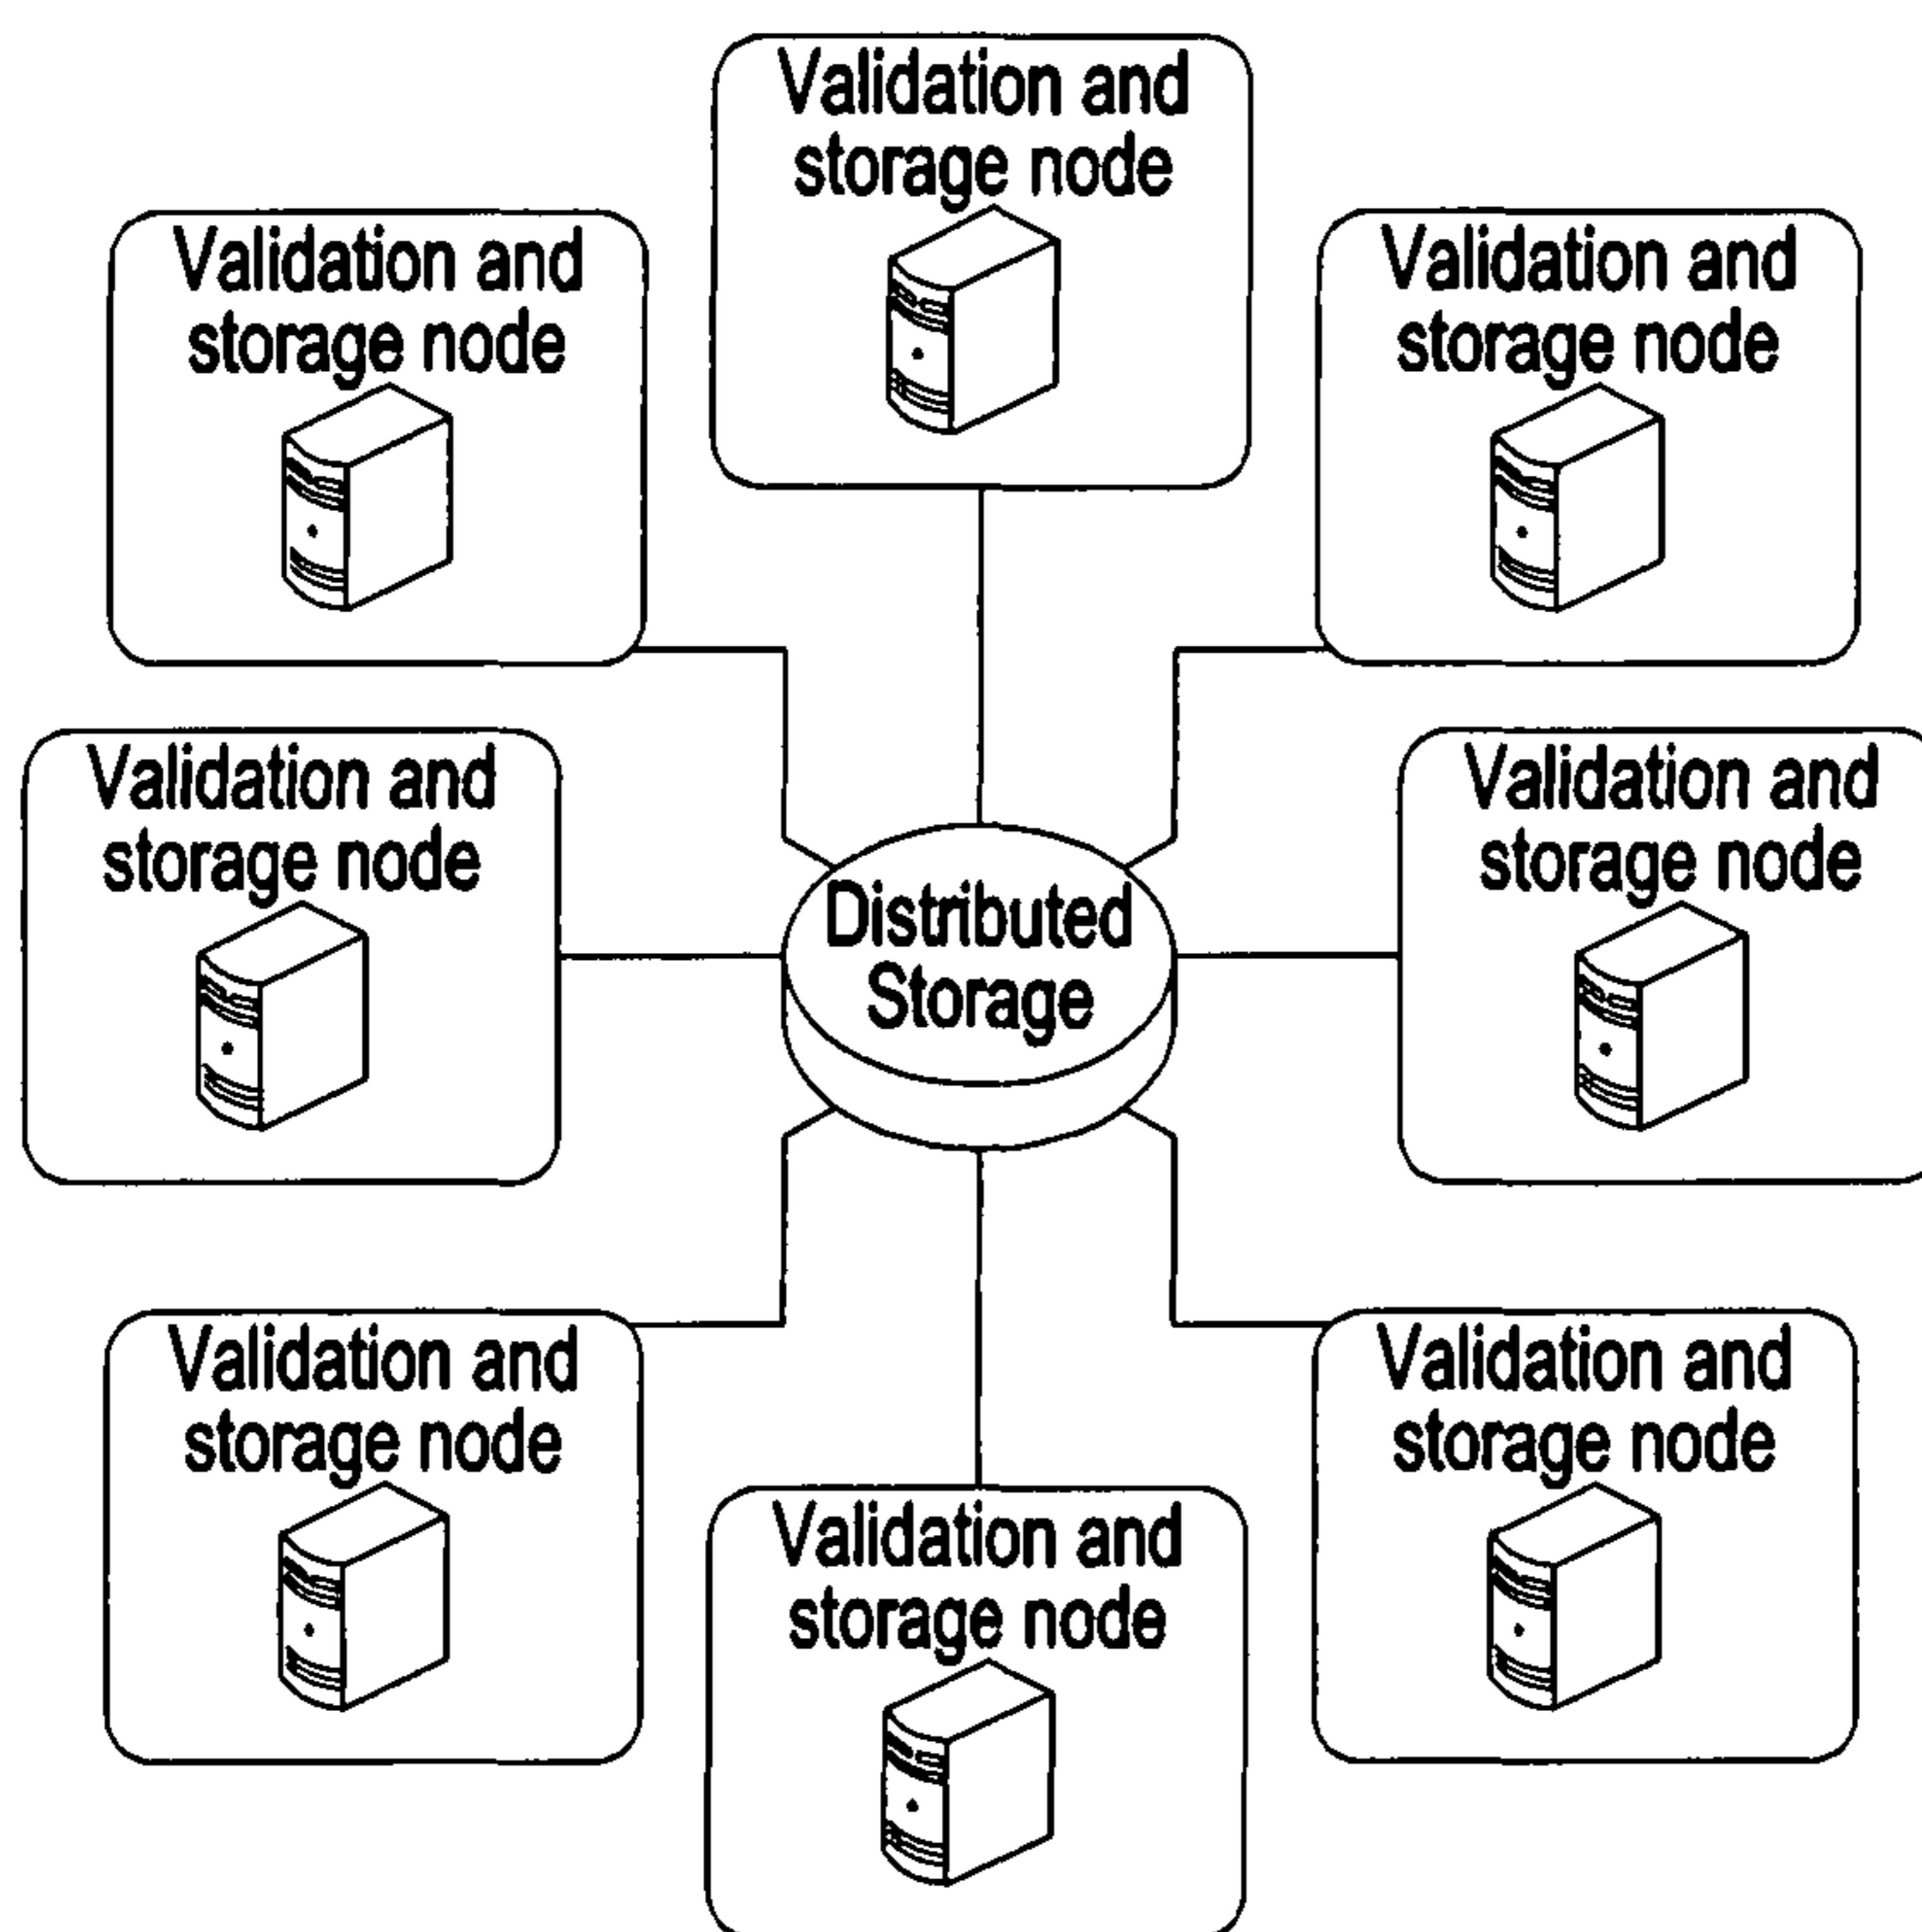 Validation and
storage node
Validation and
storage node
Validation and
storage node
Validation and
storage node
Distributed
Storage
Validation and
storage node
Validation and
storage node
Validation and
storage node
Validation and
storage node